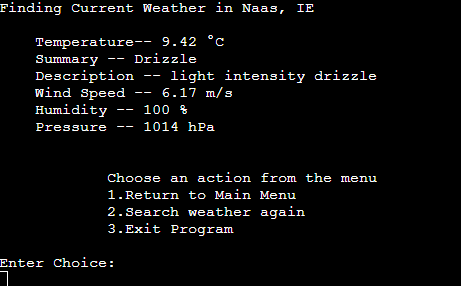 Finding Current Weather in Naas, IE
Temperature-- 9.42 °C
Summary -- Drizzle
Description -- light intensity drizzle
Wind Speed -- 6.17 m/s
Humidity -- 100 %
Pressure -- 1014 hPa
Choose an action from the menu
1.Return to Main Menu
2.Search weather again
3.Exit Program
Enter Choice: